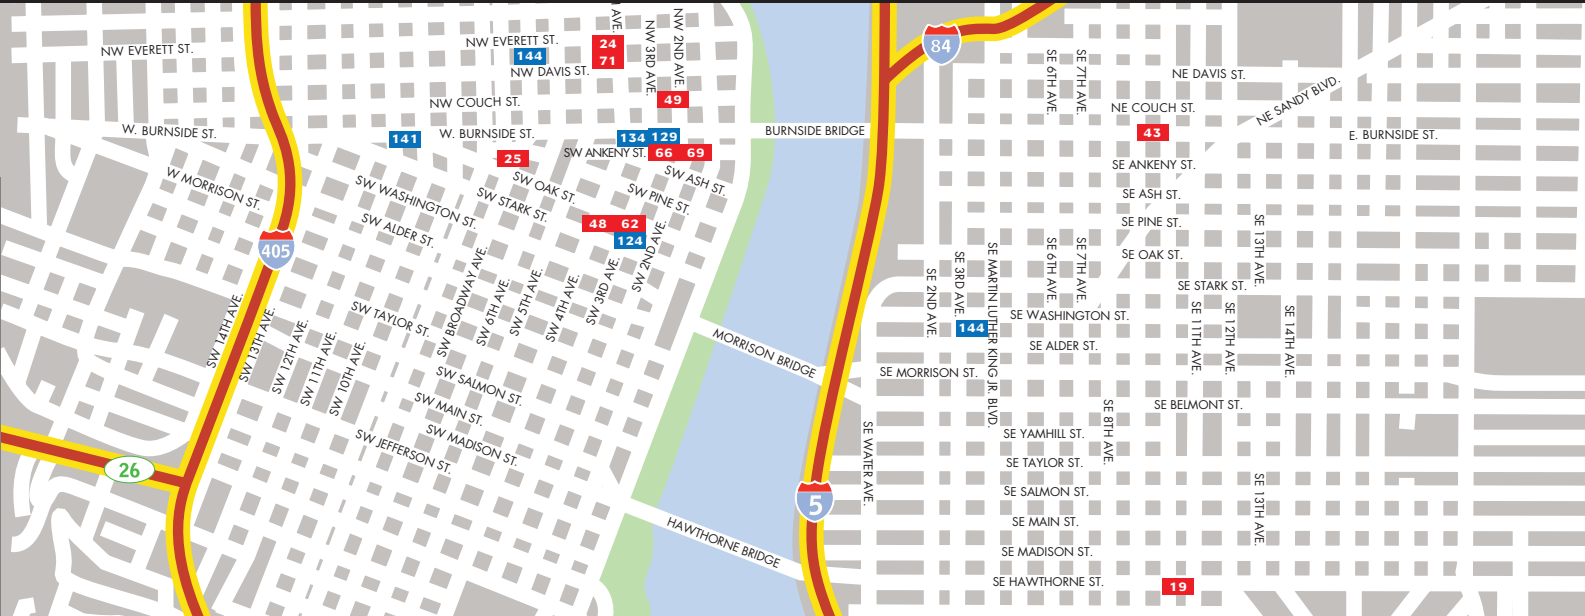 NW EVERETT ST.
NW EVERETT ST.
144
24
71
AVE.
NW 3RD AVE.
NW 2ND AVE.
NW DAVIS ST.
49
NW COUCH ST.
W. BURNSIDE ST.
141
W. BURNSIDE ST.
134
129
BURNSIDE BRIDGE
25
SW ANKENY ST.
66
69
W MORRISON ST.
SW WASHINGTON ST.
SW ALDER ST.
SW OAK ST.
SW STARK ST.
SW ASH ST.
SW PINE ST.
48
62
124
405
SW 14TH AVE.
SW 13TH AVE.
SW 12TH AVE.
SW 11TH AVE.
SW 10TH AVE.
SW TAYLOR ST.
SW BROADWAY AVE.
SW 6TH AVE.
SW 5TH AVE.
SW 4TH AVE.
SW 3RD AVE.
SW 2ND AVE.
SW SALMON ST.
SW MAIN ST.
SW MADISON ST.
SW JEFFERSON ST.
26
MORRISON BRIDGE
HAWTHORNE BRIDGE
5
84
SE 6TH AVE.
SE 7TH AVE.
NE DAVIS ST.
NE COUCH ST.
43
NE SANDY BLVD.
E. BURNSIDE ST.
SE ANKENY ST.
SE ASH ST.
SE PINE ST.
SE OAK ST.
SE STARK ST.
SE 13TH AVE.
SE 2ND AVE.
SE 3RD AVE.
SE MARTIN LUTHER KING JR. BLVD.
SE 6TH AVE.
SE 7TH AVE.
144
SE WASHINGTON ST.
SE ALDER ST.
SE 11TH AVE.
SE 12TH AVE.
SE 14TH AVE.
SE MORRISON ST.
SE BELMONT ST.
SE 8TH AVE.
SE WATER AVE.
SE YAMHILL ST.
SE TAYLOR ST.
SE SALMON ST.
SE MAIN ST.
SE MADISON ST.
SE 13TH AVE.
SE HAWTHORNE ST.
19